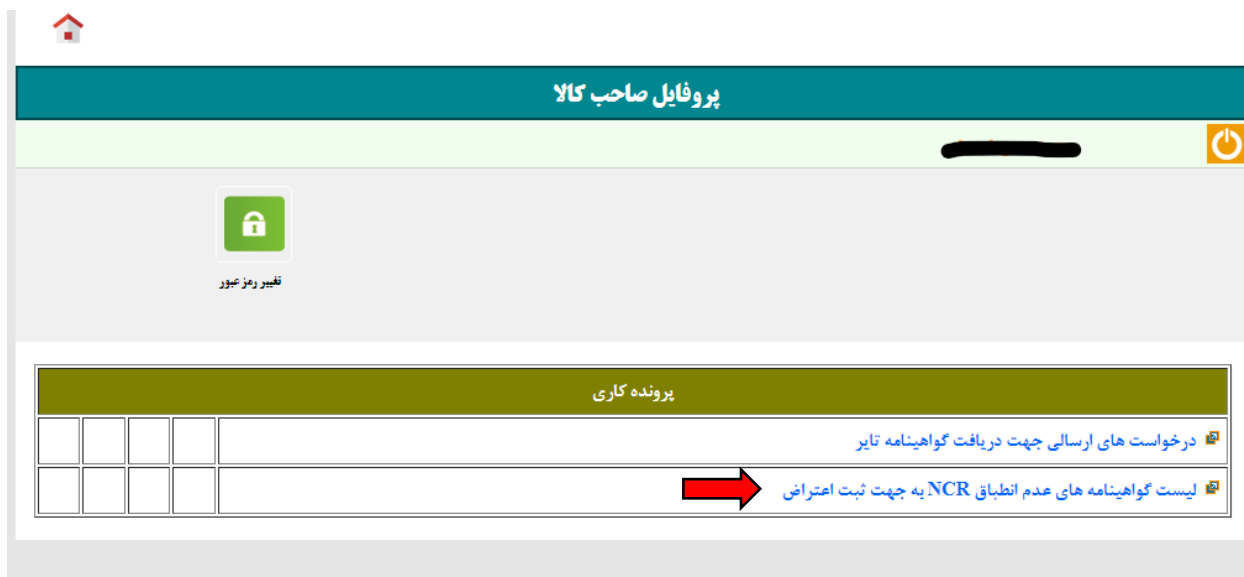 پروفایل صاحب کالا
تغییر رمز عبور
پرونده کاری
درخواست های ارسالی جهت دریافت گواهینامه تایر
لیست گواهینامه های عدم انطباق NCR به جهت ثبت اعتراض